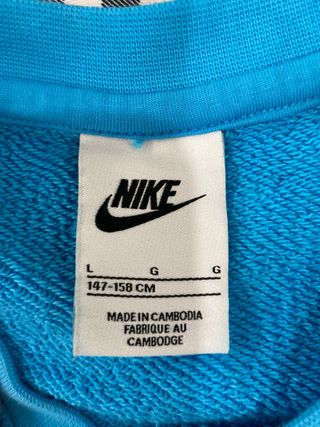 NIKE
L G G
147-158 CM
MADE IN CAMBODIA
FABRIQUE AU
CAMBODGE